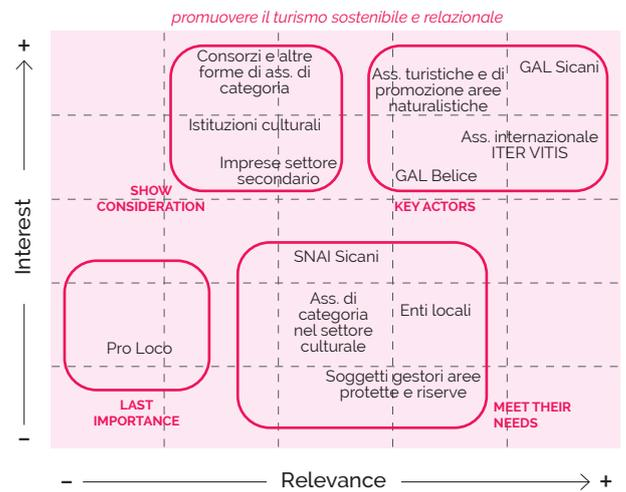 promuovere il turismo sostenibile e relazionale
+
Consorzi e altre
forme di ass. di
categoria
Istituzioni culturali
Imprese settore
secondario
SHOW
CONSIDERATION
Ass. turistiche e di
promozione aree
naturalistiche
GAL Sicani
Ass. internazionale
ITER VITIS
GAL Belice
KEY ACTORS
Interest
Pro Loco
LAST
IMPORTANCE
SNAI Sicani
Ass. di
categoria
nel settore
culturale
Enti locali
Soggetti gestori aree
protette e riserve
MEET THEIR
NEEDS
–
– Relevance +